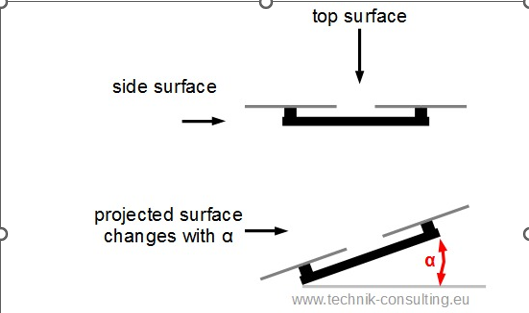 top surface
side surface
projected surface
changes with α
α
www.technik-consulting.eu